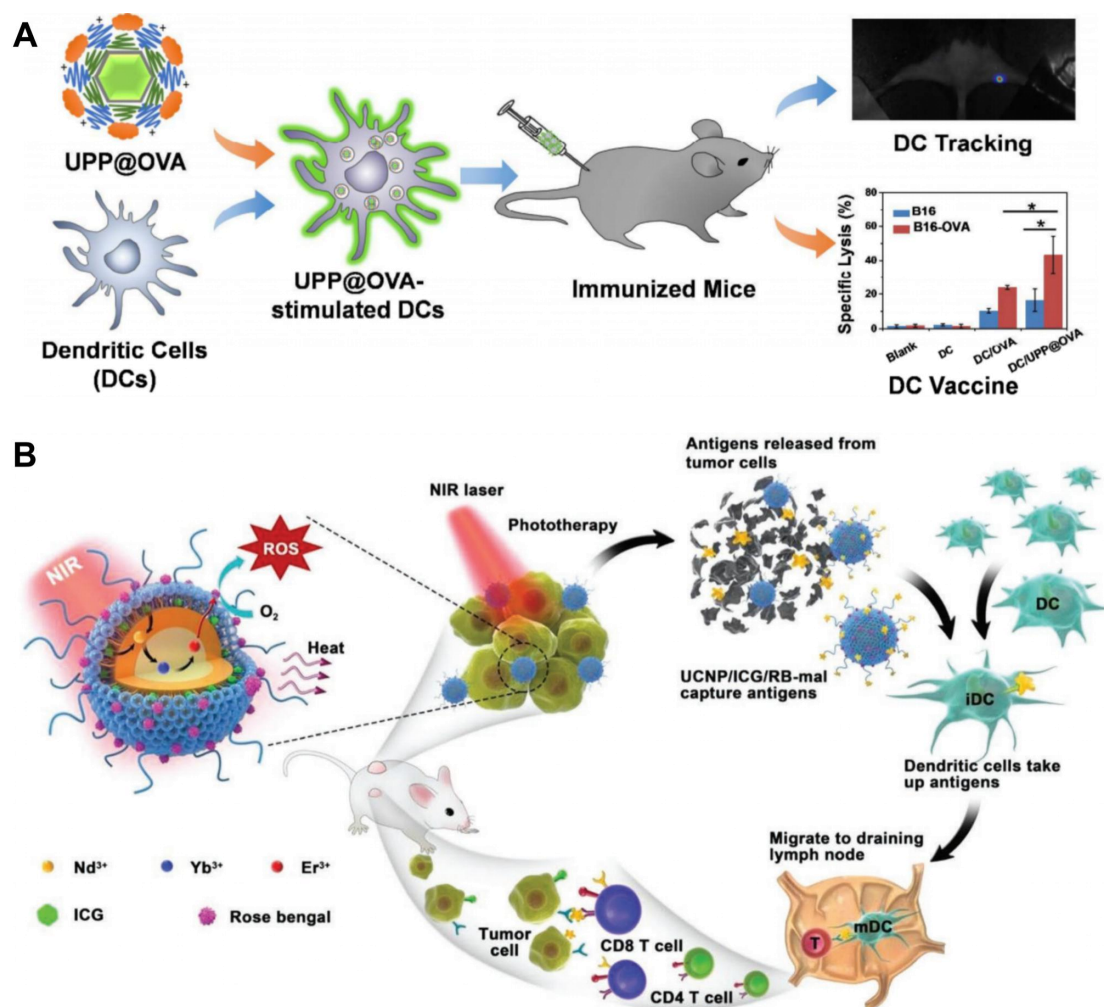 A
UPP@OVA
Dendritic Cells
(DCs)
UPP@OVA-
stimulated DCs
Immunized Mice
DC Tracking
Specific Lysis (%)
80
60
40
20
0
B16
B16-OVA
*
*
Blank
DC
DC/OVA
DC/UPP@OVA
DC Vaccine
+
+
+
+
B
NIR
ROS
O₂
Heat
NIR laser
Phototherapy
Antigens released from
tumor cells
UCNP/ICG/RB-mal
capture antigens
DC
iDC
Dendritic cells take
up antigens
Migrate to draining
lymph node
T
mDC
Nd³⁺
Yb³⁺
Er³⁺
ICG
Rose bengal
Tumor
cell
CD8 T cell
CD4 T cell